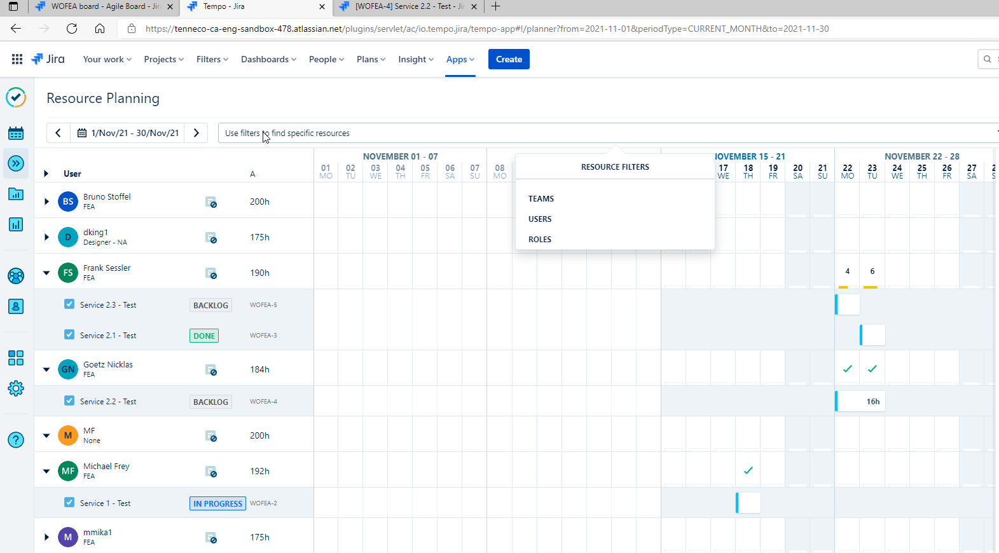 WOFEA board - Agile Board - Jir
Tempo - Jira
[WOFEA-4] Service 2.2 - Test - Jir
https://tenneco-ca-eng-sandbox-478.atlassian.net/plugins/servlet/ac/io.tempo.jira/tempo-app#!/planner?from=2021-11-01&periodType=CURRENT_MONTH&to=2021-11-30
Jira Your work Projects Filters Dashboards People Plans Insight Apps Create
Resource Planning
1/Nov/21 - 30/Nov/21 Use filters to find specific resources
NOVEMBER 01 - 07 NOVEMBER 15 - 21 NOVEMBER 22 - 28
User A
01 02 03 04 05 06 07 08 17 18 19 20 21 22 23 24 25 26 27 2
MO TU WE TH FR SA SU MO WE TH FR SA SU MO TU WE TH FR SA S
RESOURCE FILTERS
TEAMS
USERS
ROLES
BS Bruno Stoffel 200h
FEA
D dking1 175h
Designer - NA
FS Frank Sessler 190h 4 6
FEA
Service 2.3 - Test BACKLOG WOFEA-5
Service 2.1 - Test DONE WOFEA-3
GN Goetz Nicklas 184h
FEA
Service 2.2 - Test BACKLOG WOFEA-4 16h
M MF 200h
None
MF Michael Frey 192h
FEA
Service 1 - Test IN PROGRESS WOFEA-2
M mmika1 175h
FEA